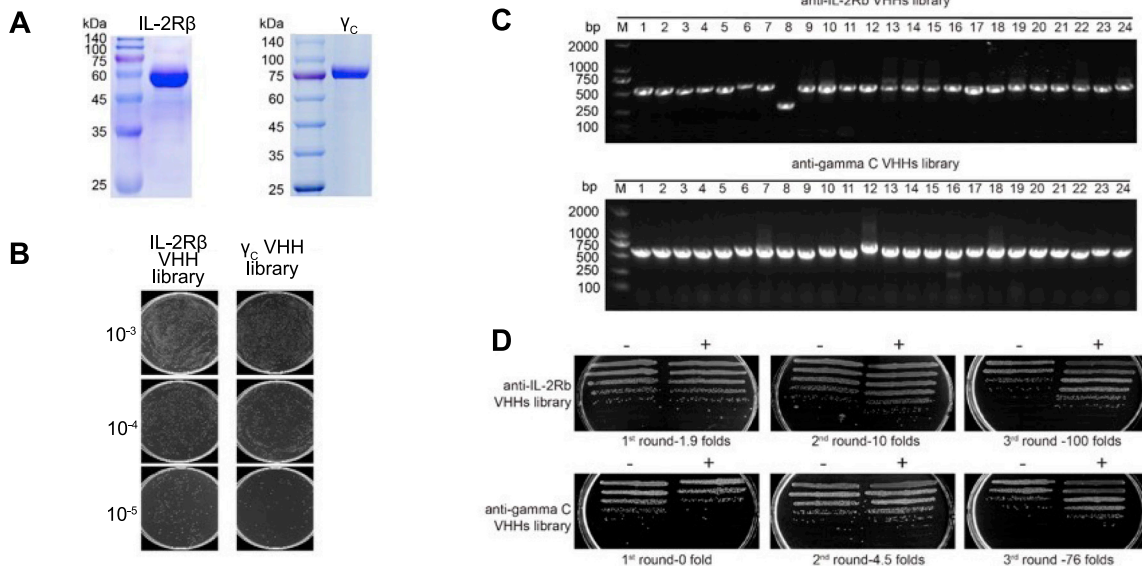 A
kDa IL-2Rβ
140
100
75
60
45
35
25
kDa γC
140
100
75
60
45
35
25
B
IL-2Rβ
VHH
library
γC VHH
library
10-3
10-4
10-5
C
anti-IL-2Rb VHHs library
bp M 1 2 3 4 5 6 7 8 9 10 11 12 13 14 15 16 17 18 19 20 21 22 23 24
2000
1000
750
500
250
100
anti-gamma C VHHs library
bp M 1 2 3 4 5 6 7 8 9 10 11 12 13 14 15 16 17 18 19 20 21 22 23 24
2000
1000
750
500
250
100
D
- + - + - +
anti-IL-2Rb
VHHs library
1st round-1.9 folds 2nd round-10 folds 3rd round -100 folds
- + - + - +
anti-gamma C
VHHs library
1st round-0 fold 2nd round-4.5 folds 3rd round -76 folds